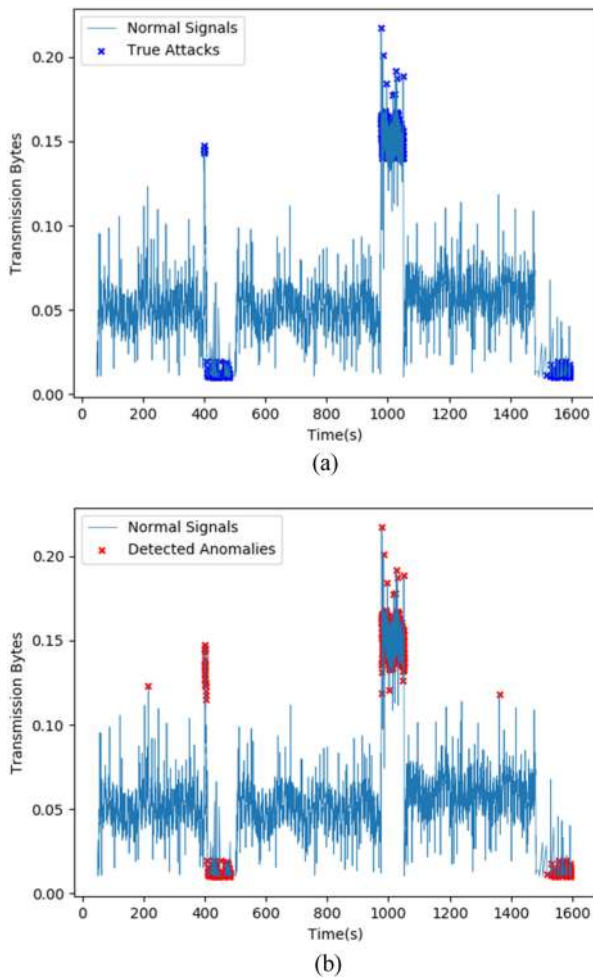 Normal Signals
True Attacks
Transmission Bytes
0.20
0.15
0.10
0.05
0.00
0 200 400 600 800 1000 1200 1400 1600
Time(s)
(a)
Normal Signals
Detected Anomalies
Transmission Bytes
0.20
0.15
0.10
0.05
0.00
0 200 400 600 800 1000 1200 1400 1600
Time(s)
(b)